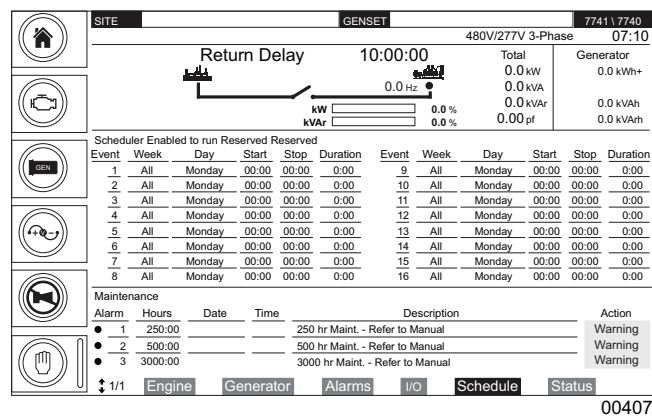 SITE GENSET 7741 \ 7740
480V/277V 3-Phase 07:10
Return Delay 10:00:00 Total Generator
0.0 kW 0.0 kWh+
0.0 Hz 0.0 kVA
kW 0.0 % 0.0 kVAr 0.0 kVAh
kVAr 0.0 % 0.00 pf 0.0 kVArh
Scheduler Enabled to run Reserved Reserved
Event Week Day Start Stop Duration Event Week Day Start Stop Duration
GEN
1 All Monday 00:00 00:00 0:00 9 All Monday 00:00 00:00 0:00
2 All Monday 00:00 00:00 0:00 10 All Monday 00:00 00:00 0:00
3 All Monday 00:00 00:00 0:00 11 All Monday 00:00 00:00 0:00
4 All Monday 00:00 00:00 0:00 12 All Monday 00:00 00:00 0:00
5 All Monday 00:00 00:00 0:00 13 All Monday 00:00 00:00 0:00
6 All Monday 00:00 00:00 0:00 14 All Monday 00:00 00:00 0:00
7 All Monday 00:00 00:00 0:00 15 All Monday 00:00 00:00 0:00
8 All Monday 00:00 00:00 0:00 16 All Monday 00:00 00:00 0:00
Maintenance
Alarm Hours Date Time Description Action
1 250:00 250 hr Maint. - Refer to Manual Warning
2 500:00 500 hr Maint. - Refer to Manual Warning
3 3000:00 3000 hr Maint. - Refer to Manual Warning
1/1 Engine Generator Alarms I/O Schedule Status
00407